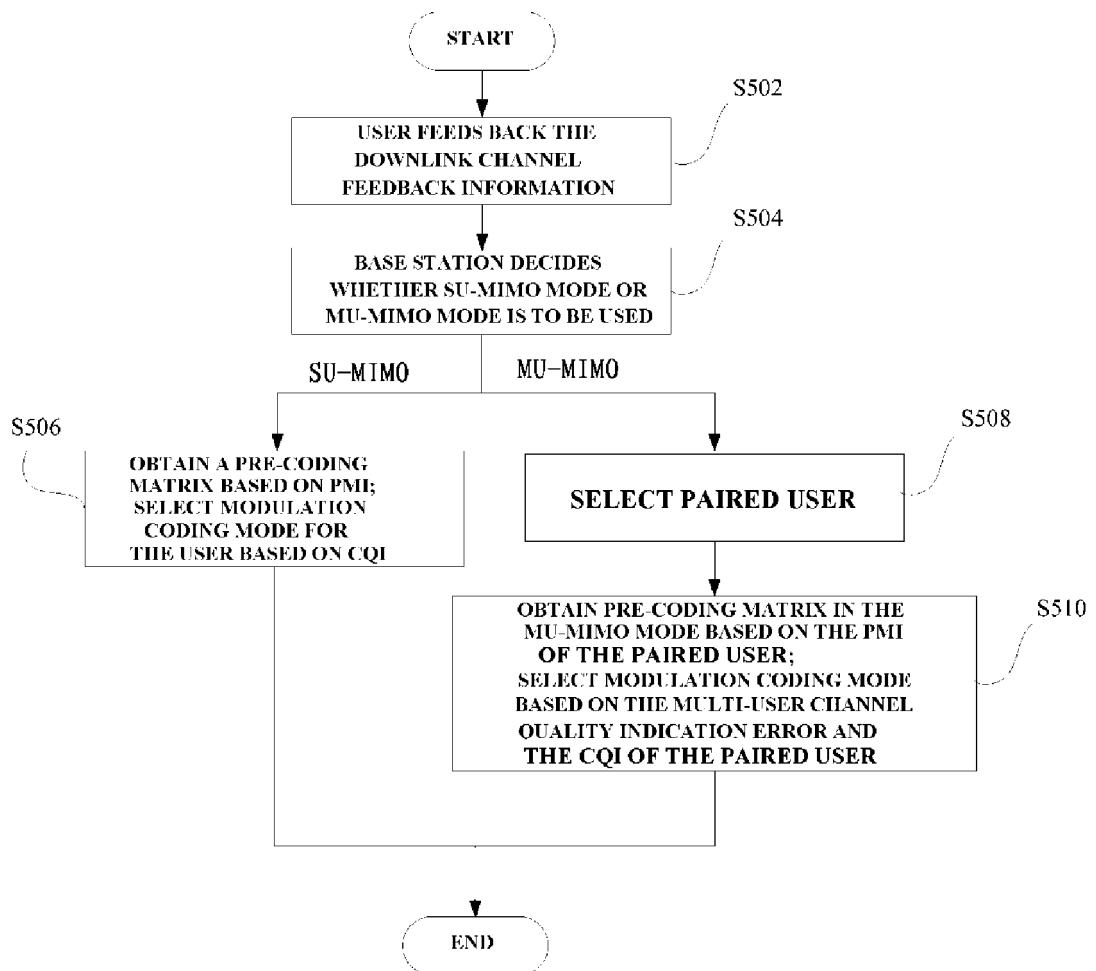 START
S502
USER FEEDS BACK THE
DOWNLINK CHANNEL
FEEDBACK INFORMATION
S504
BASE STATION DECIDES
WHETHER SU-MIMO MODE OR
MU-MIMO MODE IS TO BE USED
SU-MIMO
MU-MIMO
S506
OBTAIN A PRE-CODING
MATRIX BASED ON PMI;
SELECT MODULATION
CODING MODE FOR
THE USER BASED ON CQI
S508
SELECT PAIRED USER
S510
OBTAIN PRE-CODING MATRIX IN THE
MU-MIMO MODE BASED ON THE PMI
OF THE PAIRED USER;
SELECT MODULATION CODING MODE
BASED ON THE MULTI-USER CHANNEL
QUALITY INDICATION ERROR AND
THE CQI OF THE PAIRED USER
END